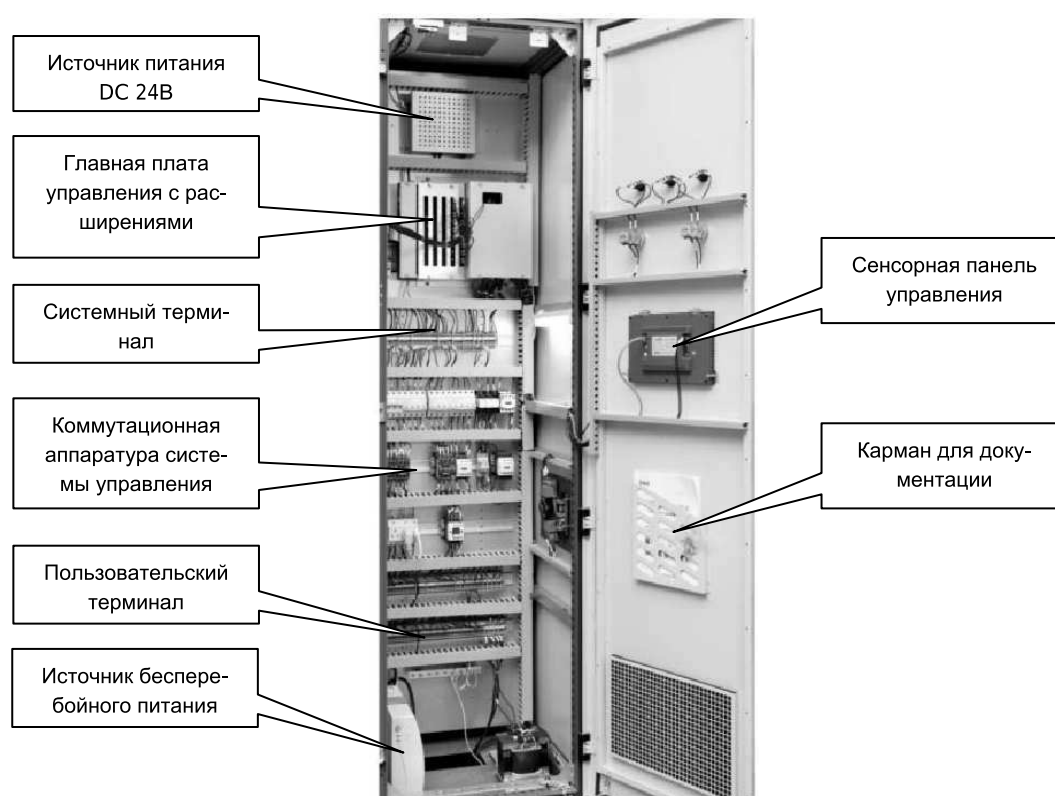 Источник питания
DC 24В
Главная плата
управления с рас-
ширениями
Системный терми-
нал
Коммутационная
аппаратура систе-
мы управления
Пользовательский
терминал
Источник беспере-
бойного питания
Сенсорная панель
управления
Карман для доку-
ментации